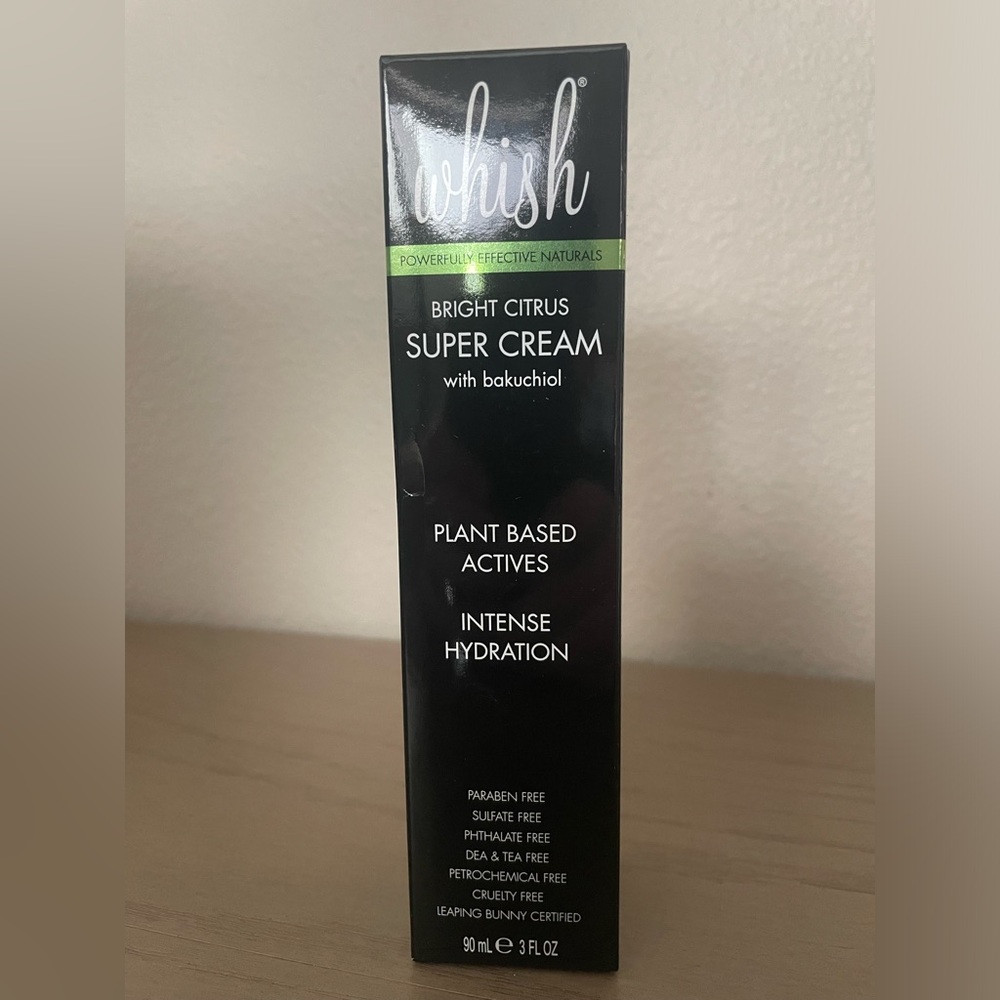 whish®
POWERFULLY EFFECTIVE NATURALS
BRIGHT CITRUS
SUPER CREAM
with bakuchiol
PLANT BASED
ACTIVES
INTENSE
HYDRATION
PARABEN FREE
SULFATE FREE
PHTHALATE FREE
DEA & TEA FREE
PETROCHEMICAL FREE
CRUELTY FREE
LEAPING BUNNY CERTIFIED
90 mL ℮ 3 FL OZ